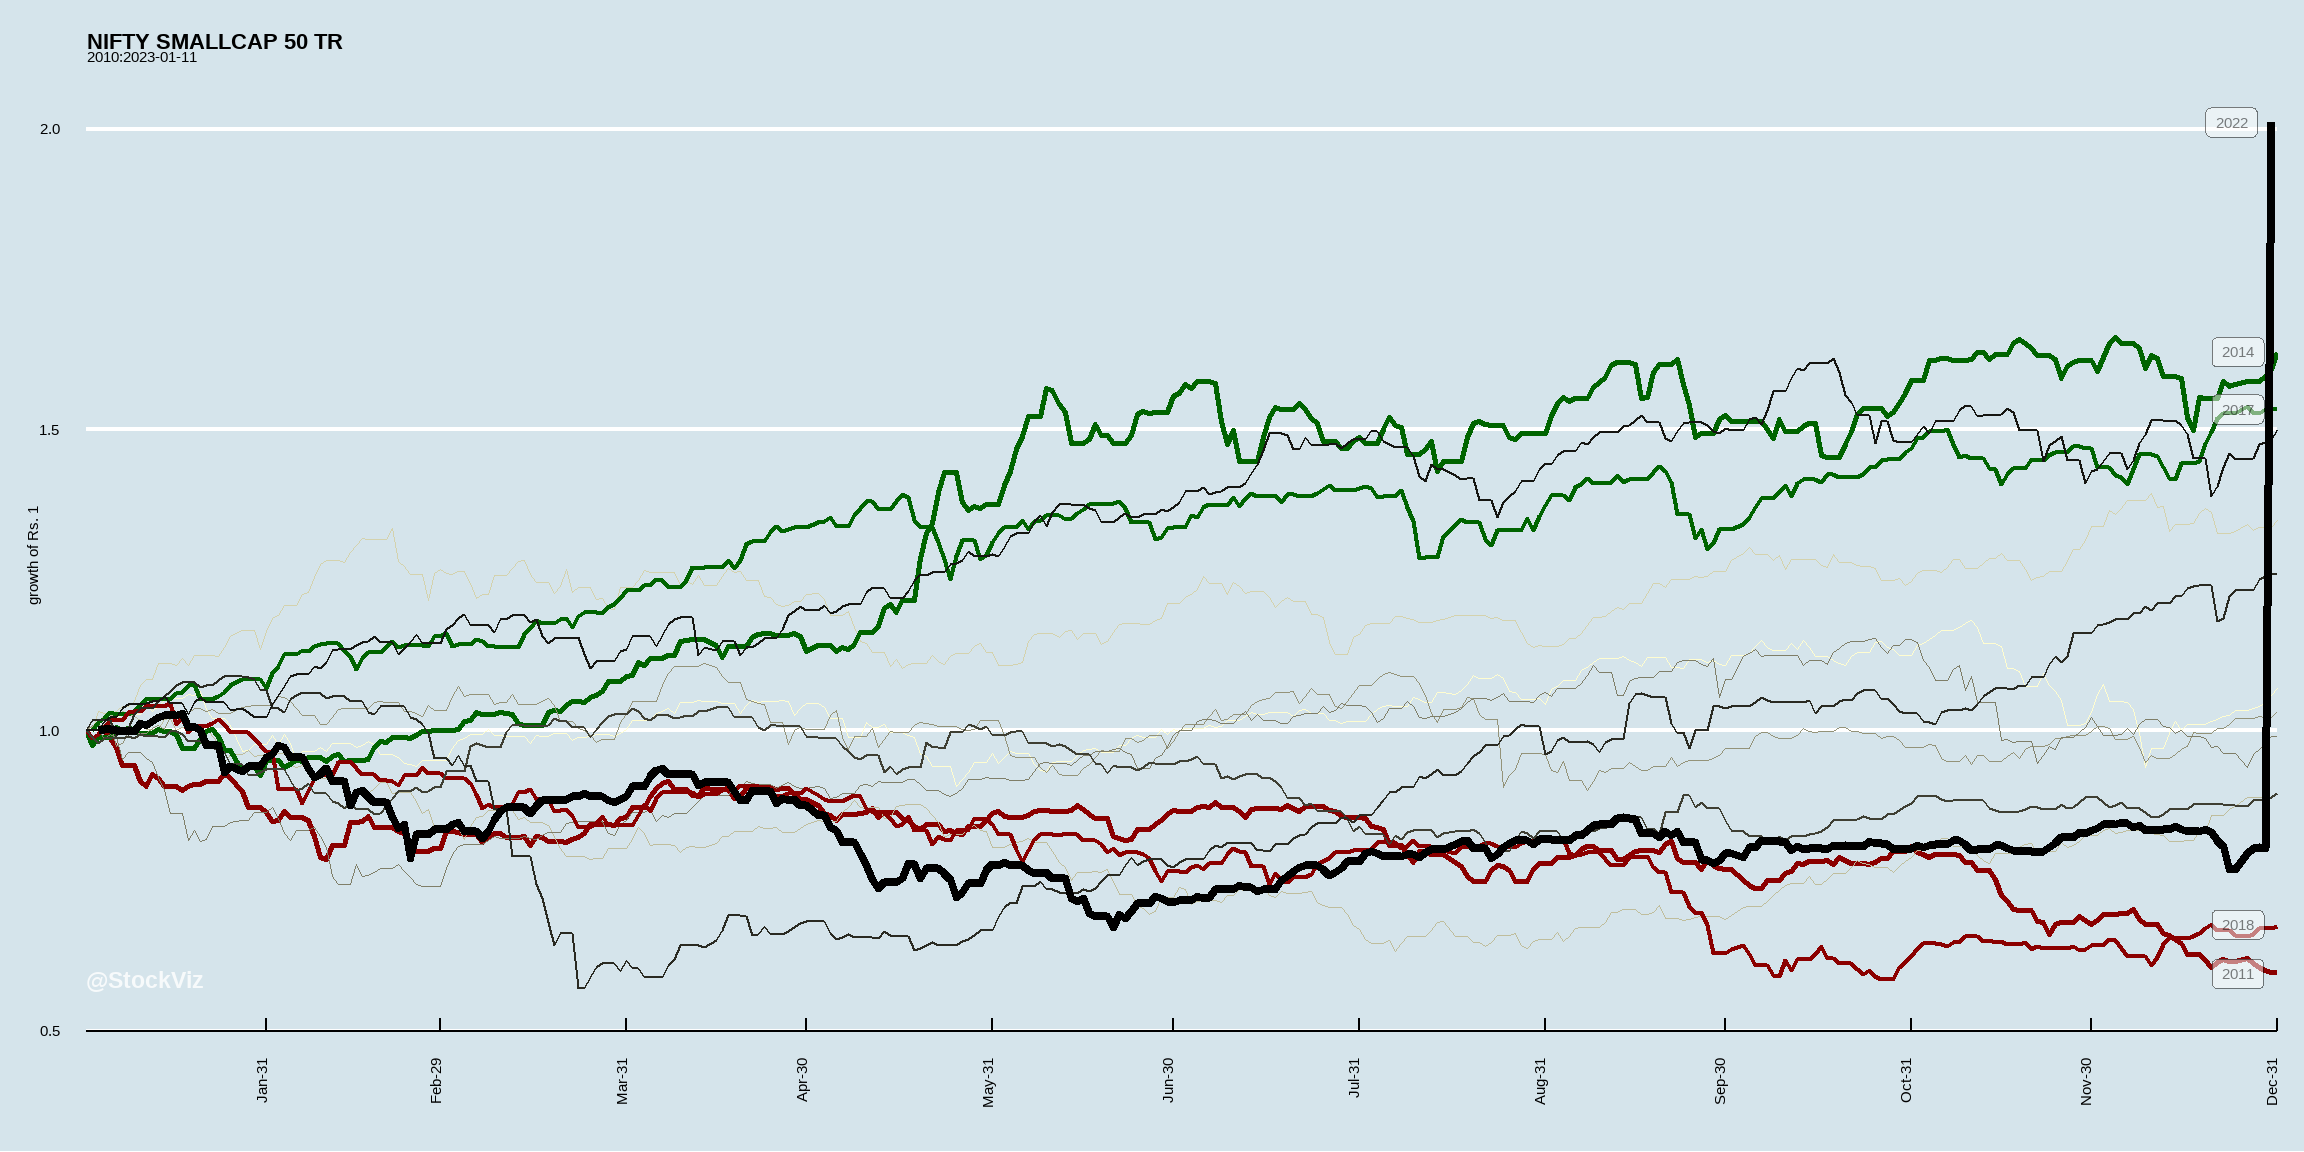 NIFTY SMALLCAP 50 TR
2010:2023-01-11
2.0
2022
2014
2017
1.5
growth of Rs. 1
1.0
2018
2011
@StockViz
0.5
Jan-31
Feb-29
Mar-31
Apr-30
May-31
Jun-30
Jul-31
Aug-31
Sep-30
Oct-31
Nov-30
Dec-31